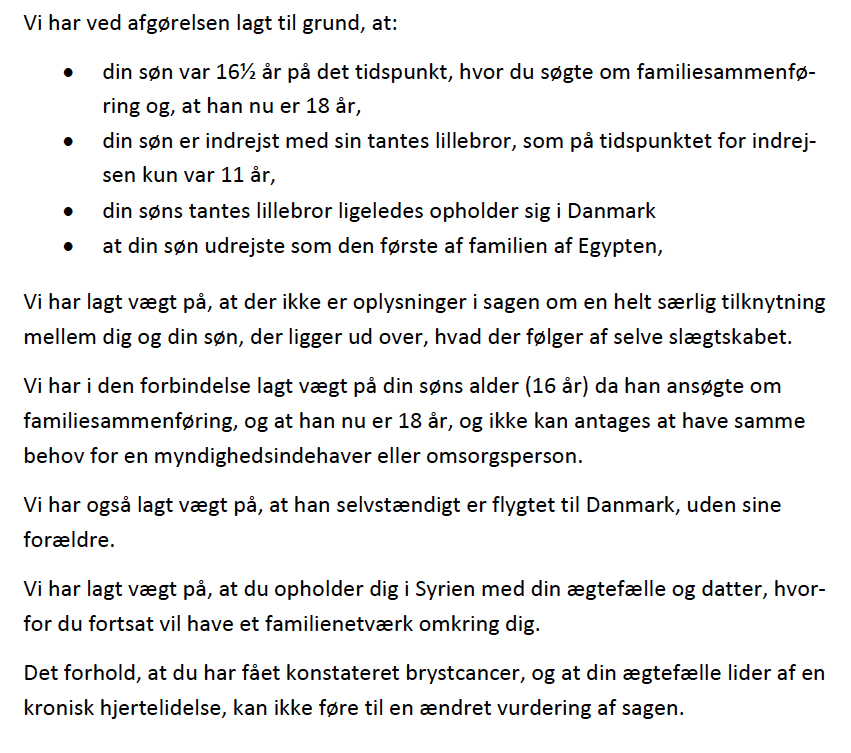 Vi har ved afgørelsen lagt til grund, at:
● din søn var 16½ år på det tidspunkt, hvor du søgte om familiesammenfø-
ring og, at han nu er 18 år,
● din søn er indrejst med sin tantes lillebror, som på tidspunktet for indrej-
sen kun var 11 år,
● din søns tantes lillebror ligeledes opholder sig i Danmark
● at din søn udrejste som den første af familien af Egypten,
Vi har lagt vægt på, at der ikke er oplysninger i sagen om en helt særlig tilknytning
mellem dig og din søn, der ligger ud over, hvad der følger af selve slægtskabet.
Vi har i den forbindelse lagt vægt på din søns alder (16 år) da han ansøgte om
familiesammenføring, og at han nu er 18 år, og ikke kan antages at have samme
behov for en myndighedsindehaver eller omsorgsperson.
Vi har også lagt vægt på, at han selvstændigt er flygtet til Danmark, uden sine
forældre.
Vi har lagt vægt på, at du opholder dig i Syrien med din ægtefælle og datter, hvor-
for du fortsat vil have et familienetværk omkring dig.
Det forhold, at du har fået konstateret brystcancer, og at din ægtefælle lider af en
kronisk hjertelidelse, kan ikke føre til en ændret vurdering af sagen.